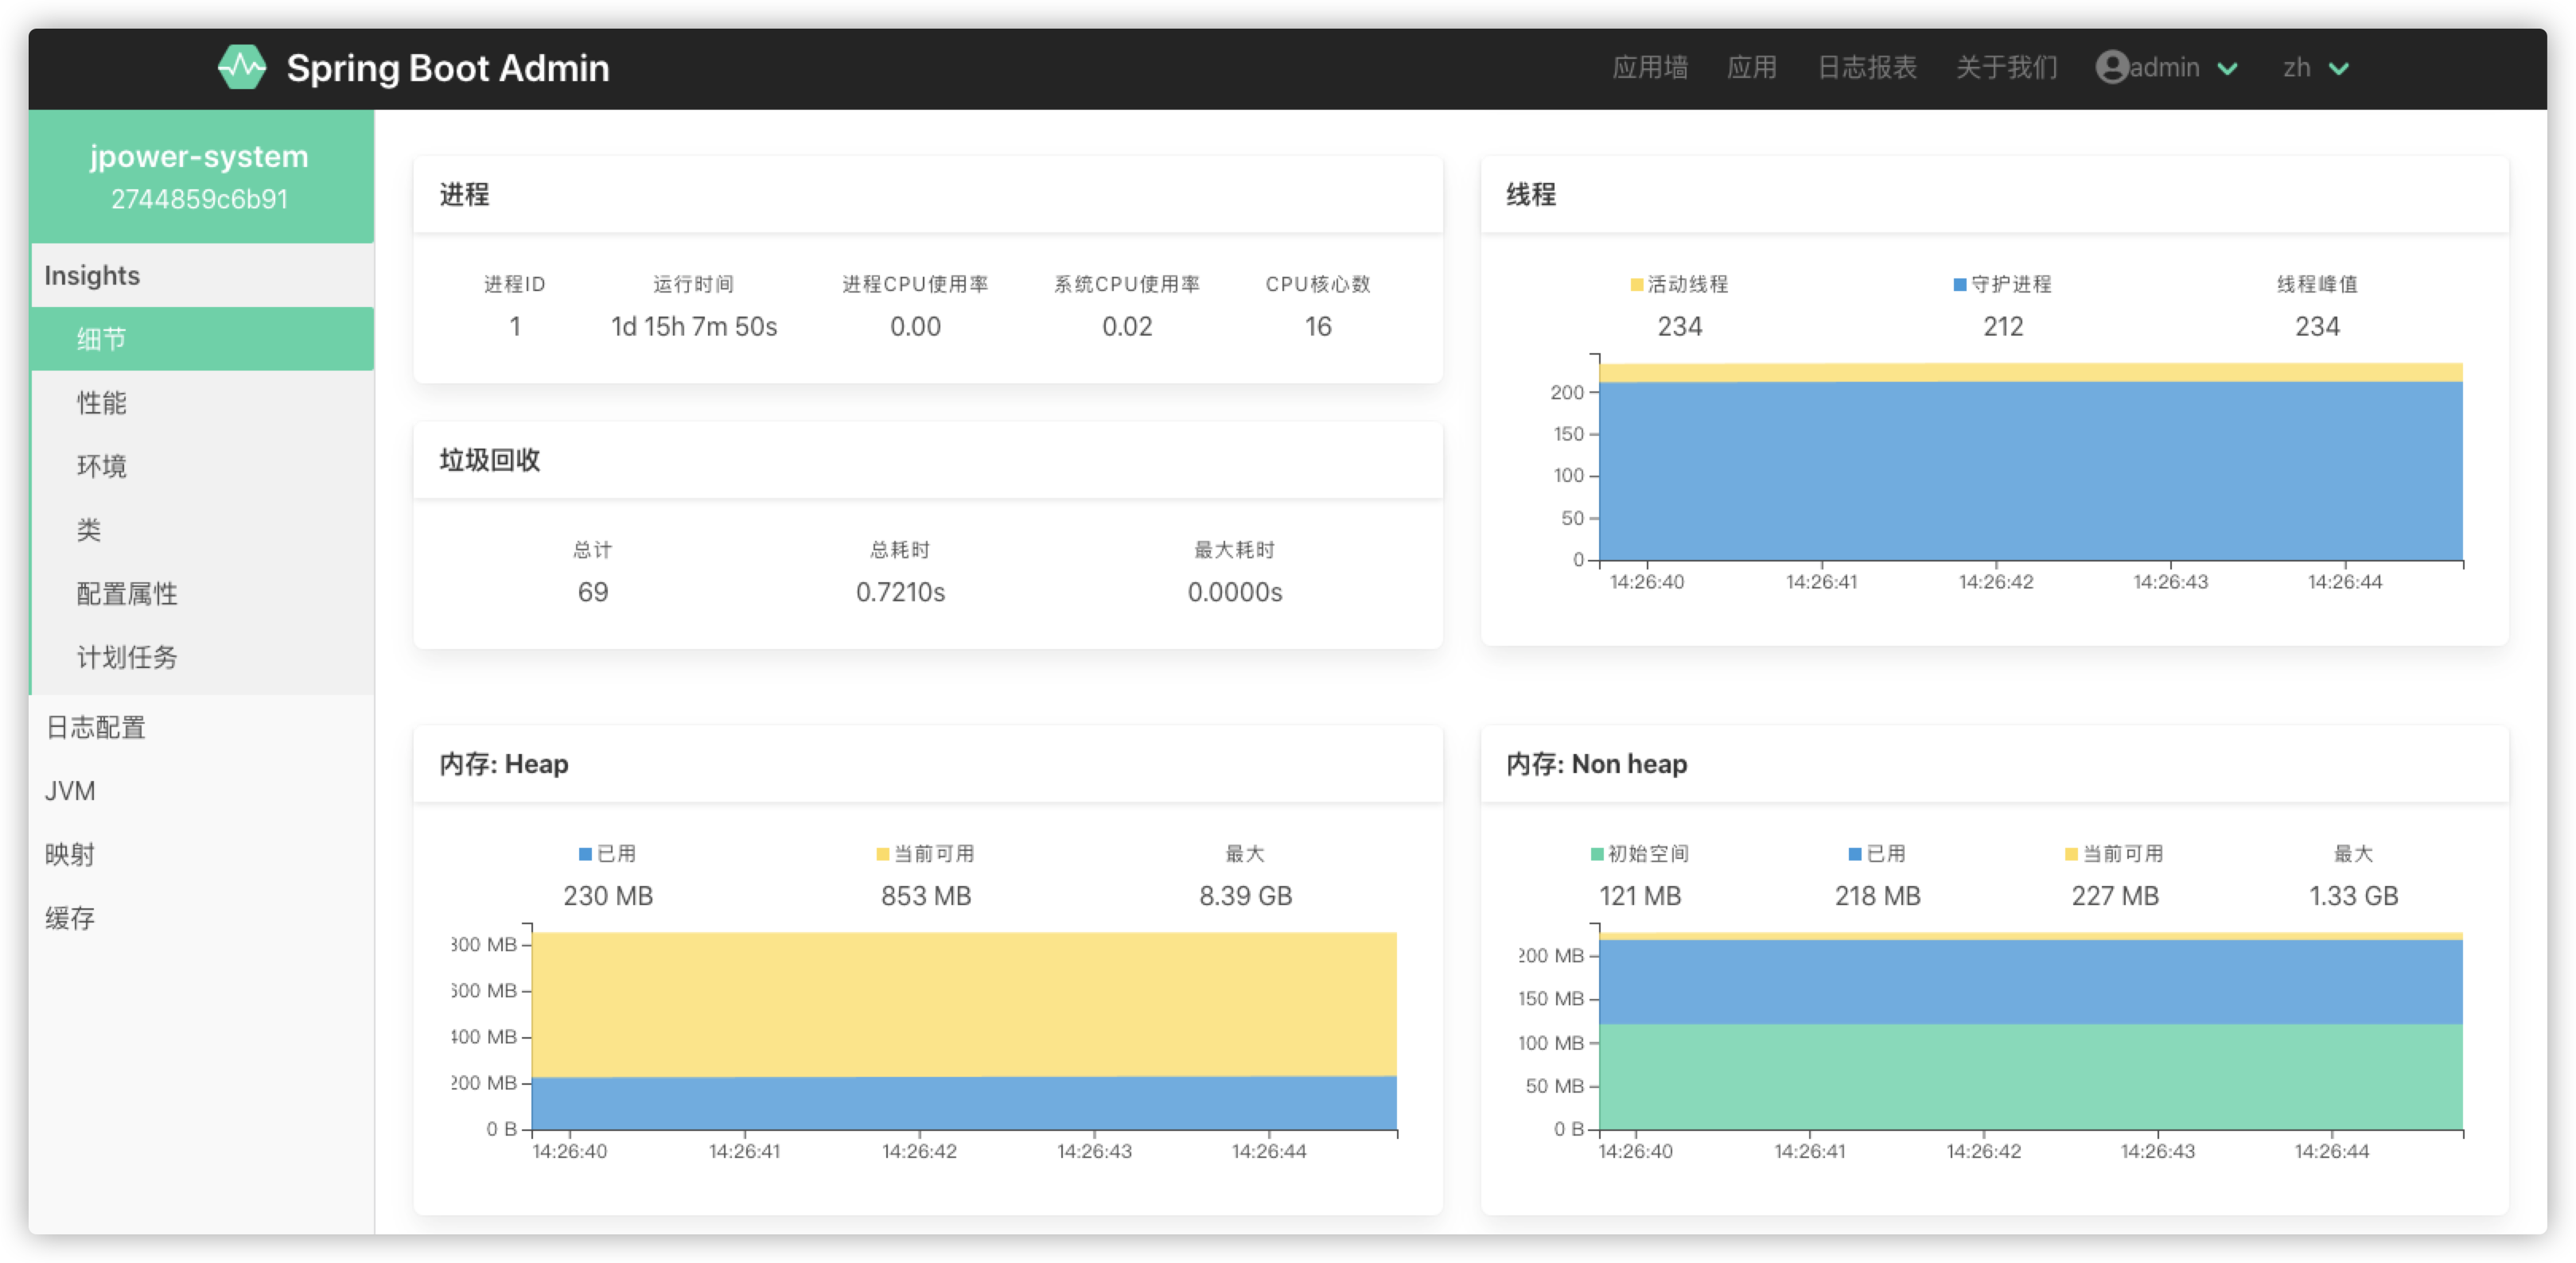 Spring Boot Admin
应用墙 应用 日志报表 关于我们 admin zh
jpower-system
2744859c6b91
Insights
细节
性能
环境
类
配置属性
计划任务
日志配置
JVM
映射
缓存
进程
进程ID 运行时间 进程CPU使用率 系统CPU使用率 CPU核心数
1 1d 15h 7m 50s 0.00 0.02 16
垃圾回收
总计 总耗时 最大耗时
69 0.7210s 0.0000s
线程
活动线程 守护进程 线程峰值
234 212 234
200
150
100
50
0
14:26:40 14:26:41 14:26:42 14:26:43 14:26:44
内存: Heap
已用 当前可用 最大
230 MB 853 MB 8.39 GB
800 MB
600 MB
400 MB
200 MB
0 B
14:26:40 14:26:41 14:26:42 14:26:43 14:26:44
内存: Non heap
初始空间 已用 当前可用 最大
121 MB 218 MB 227 MB 1.33 GB
200 MB
150 MB
100 MB
50 MB
0 B
14:26:40 14:26:41 14:26:42 14:26:43 14:26:44